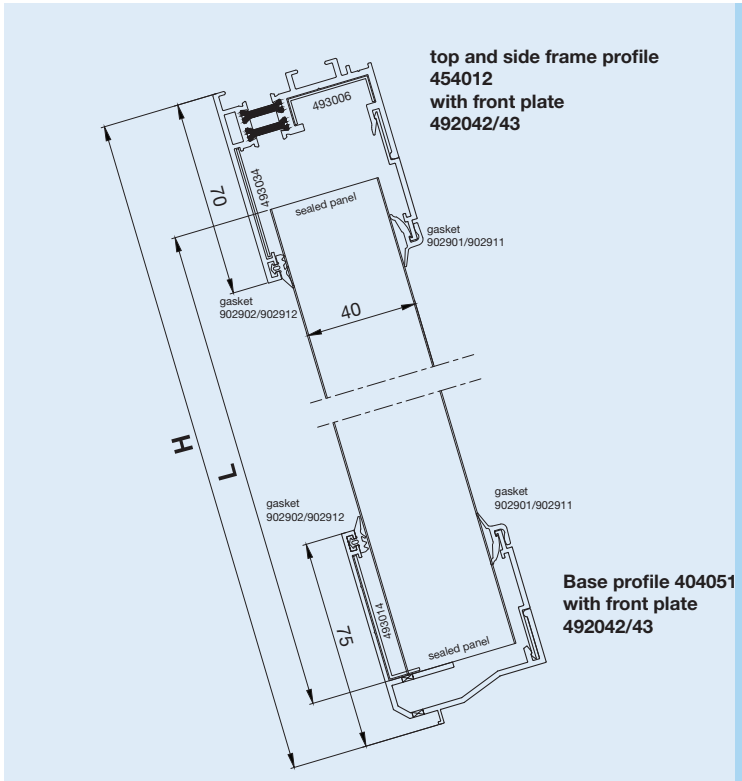 top and side frame profile
454012
with front plate
492042/43
493006
493034
70
sealed panel
gasket
902901/902911
gasket
902902/902912
40
H
L
gasket
902902/902912
gasket
902901/902911
75
493014
sealed panel
Base profile 404051
with front plate
492042/43